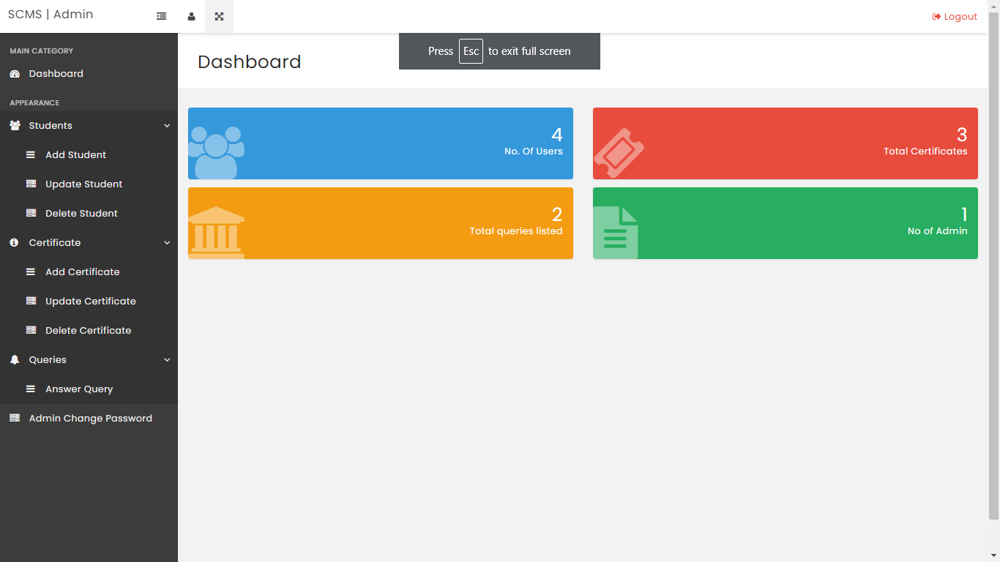 SCMS | Admin
Logout
MAIN CATEGORY
Dashboard
APPEARANCE
Students
Add Student
Update Student
Delete Student
Certificate
Add Certificate
Update Certificate
Delete Certificate
Queries
Answer Query
Admin Change Password
Press Esc to exit full screen
Dashboard
4
No. Of Users
3
Total Certificates
2
Total queries listed
1
No of Admin